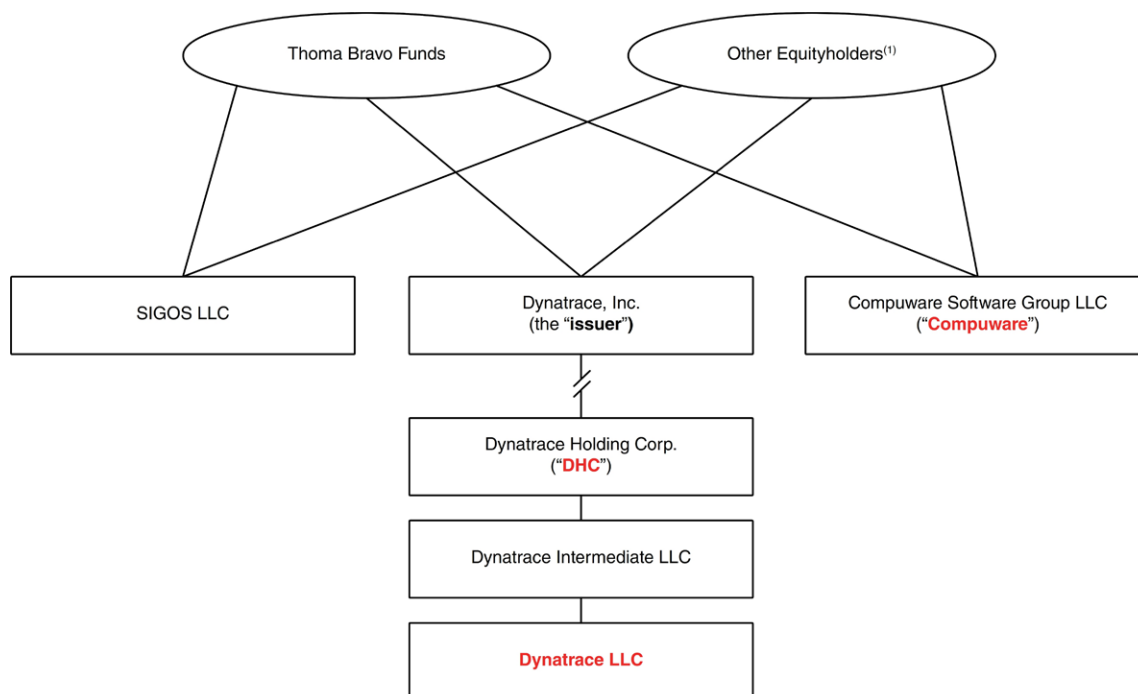 Thoma Bravo Funds
Other Equityholders(1)
SIGOS LLC
Dynatrace, Inc.
(the “issuer”)
Compuware Software Group LLC
(“Compuware”)
Dynatrace Holding Corp.
(“DHC”)
Dynatrace Intermediate LLC
Dynatrace LLC